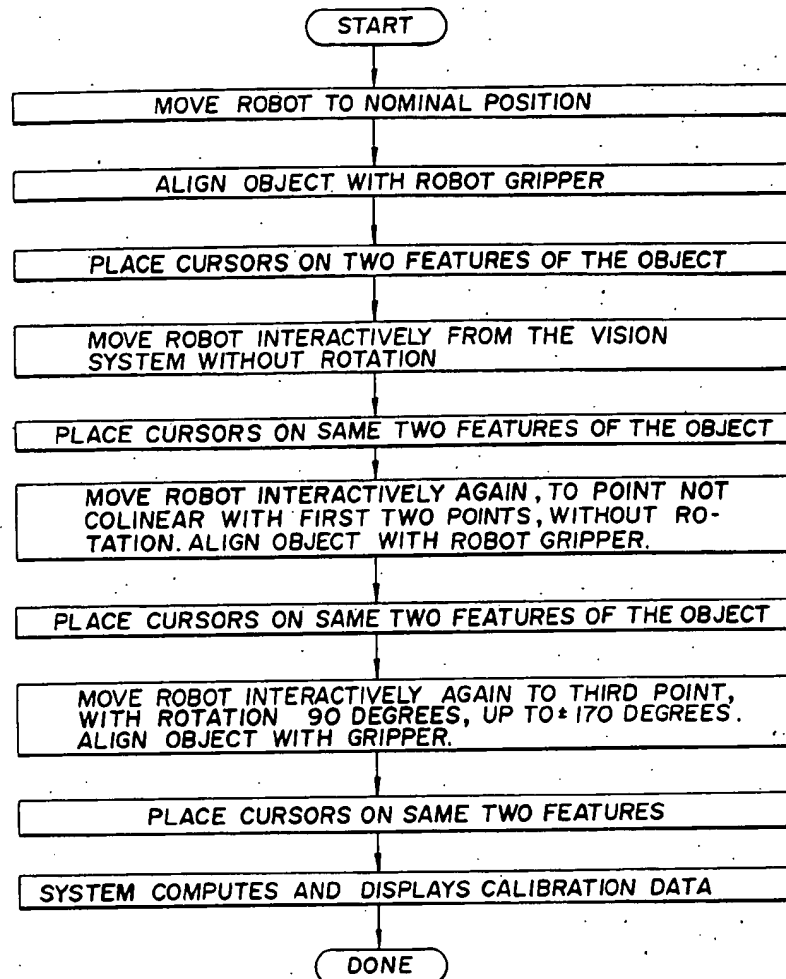 START
MOVE ROBOT TO NOMINAL POSITION
ALIGN OBJECT WITH ROBOT GRIPPER
PLACE CURSORS ON TWO FEATURES OF THE OBJECT
MOVE ROBOT INTERACTIVELY FROM THE VISION
SYSTEM WITHOUT ROTATION
PLACE CURSORS ON SAME TWO FEATURES OF THE OBJECT
MOVE ROBOT INTERACTIVELY AGAIN, TO POINT NOT
COLINEAR WITH FIRST TWO POINTS, WITHOUT RO-
TATION. ALIGN OBJECT WITH ROBOT GRIPPER.
PLACE CURSORS ON SAME TWO FEATURES OF THE OBJECT
MOVE ROBOT INTERACTIVELY AGAIN TO THIRD POINT,
WITH ROTATION 90 DEGREES, UP TO ± 170 DEGREES.
ALIGN OBJECT WITH GRIPPER.
PLACE CURSORS ON SAME TWO FEATURES
SYSTEM COMPUTES AND DISPLAYS CALIBRATION DATA
DONE